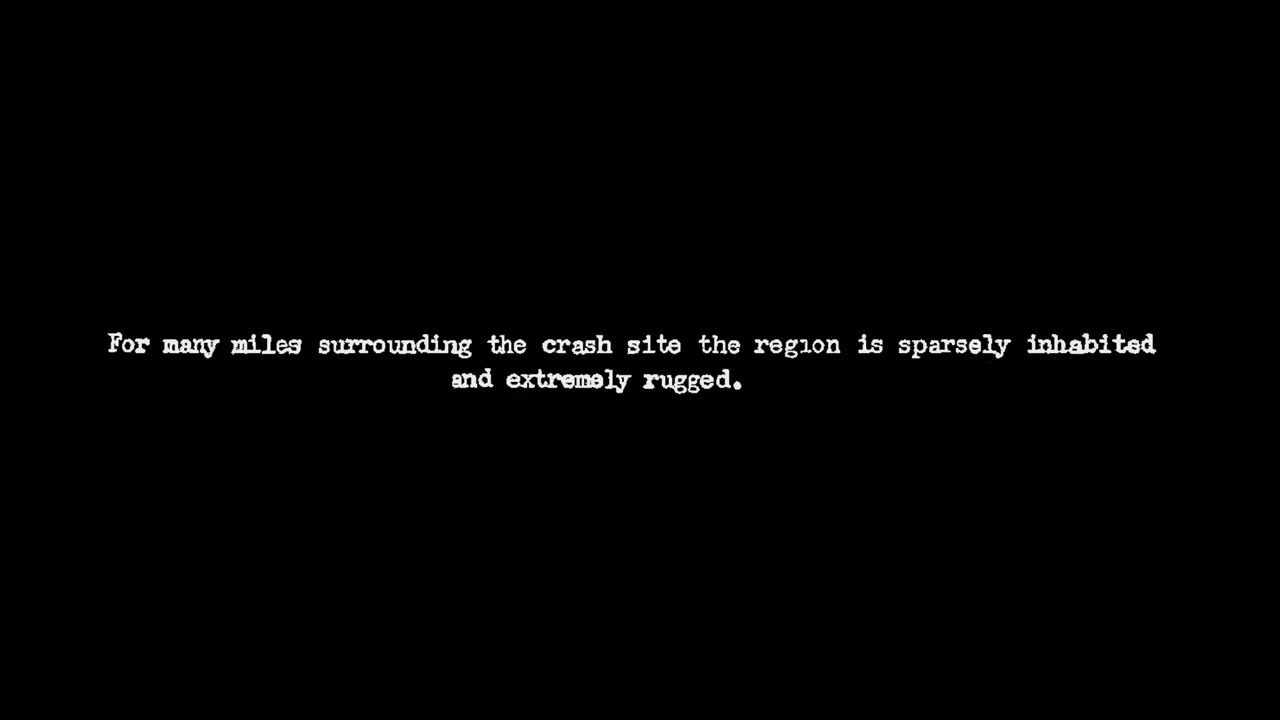 For many miles surrounding the crash site the region is sparsely inhabited
and extremely rugged.